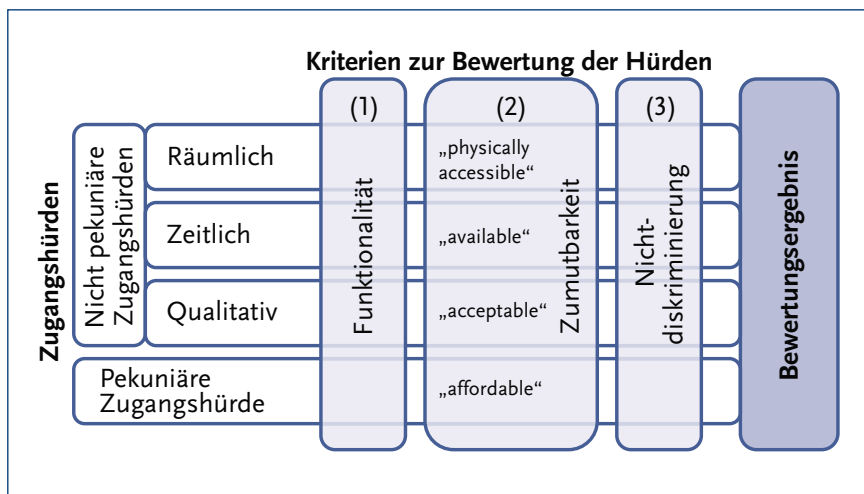 Kriterien zur Bewertung der Hürden
(1)
(2)
(3)
Zugangshürden
Nicht pekuniäre
Zugangshürden
Räumlich
„physically
accessible“
Zeitlich
„available“
Qualitativ
„acceptable“
Pekuniäre
Zugangshürde
„affordable“
Funktionalität
Zumutbarkeit
Nicht-
diskriminierung
Bewertungsergebnis